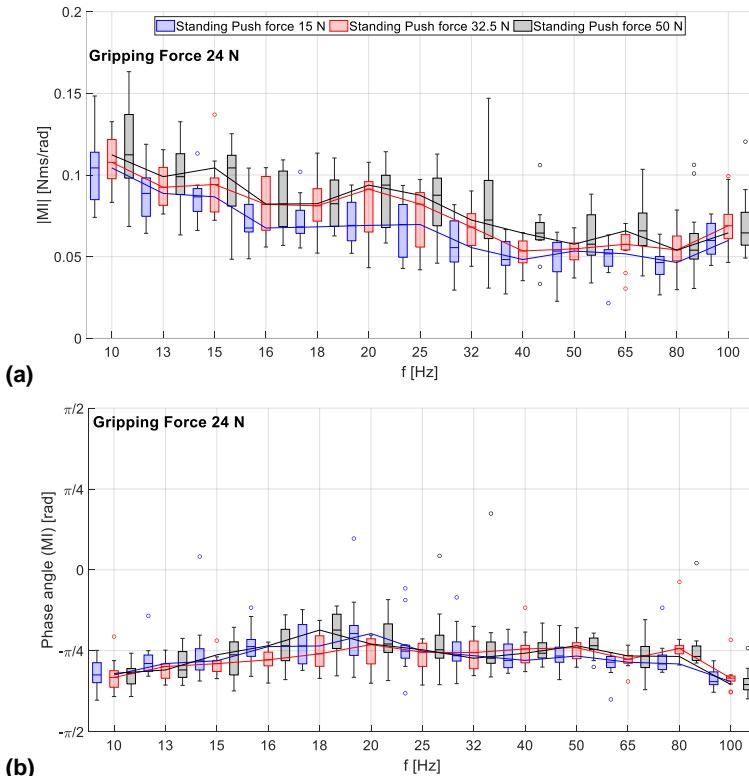 0.2
Standing Push force 15 N Standing Push force 32.5 N Standing Push force 50 N
Gripping Force 24 N
0.15
0.1
0.05
0
|MI| [Nms/rad]
10 13 15 16 18 20 25 32 40 50 65 80 100
f [Hz]
(a)
π/2
Gripping Force 24 N
π/4
0
-π/4
-π/2
Phase angle (MI) [rad]
10 13 15 16 18 20 25 32 40 50 65 80 100
f [Hz]
(b)